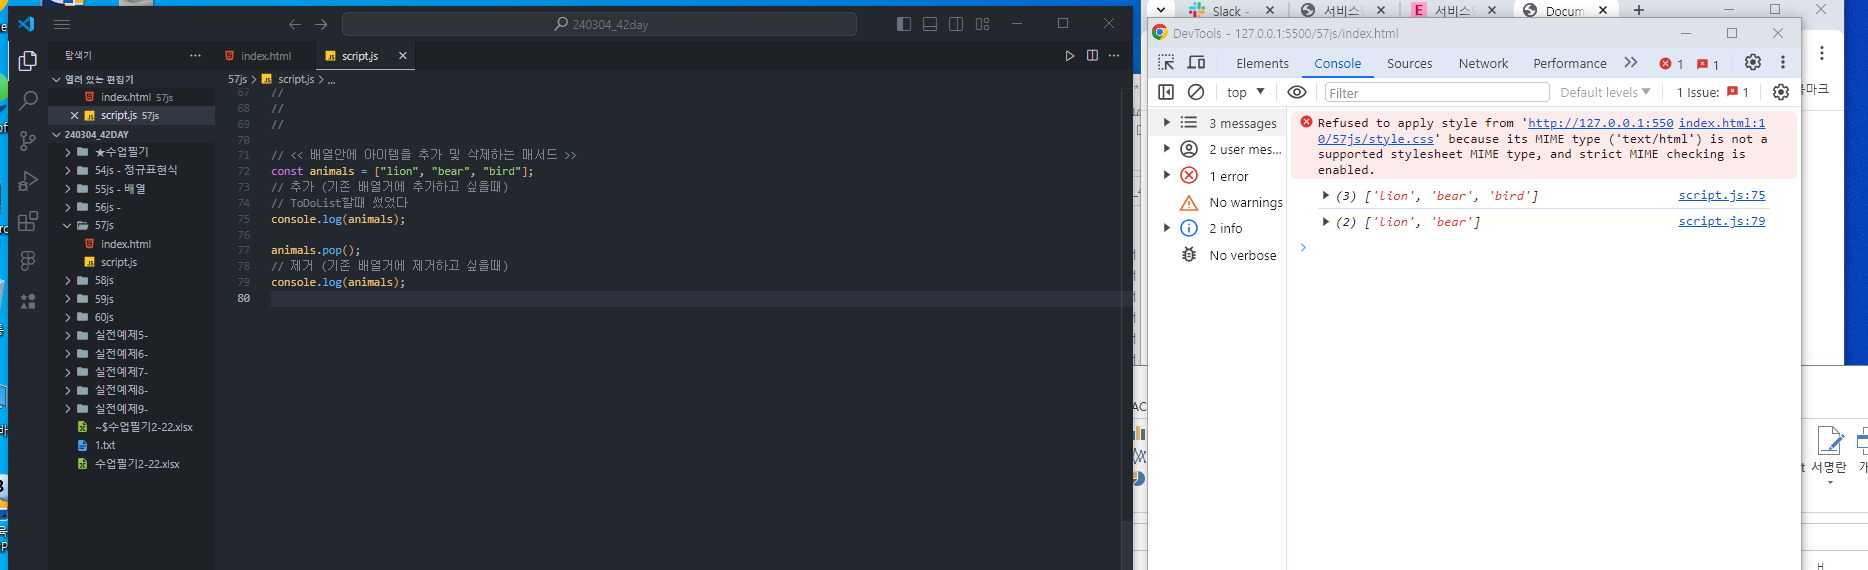 240304_42day
탐색기
열려 있는 편집기
index.html 57js
script.js 57js
240304_42DAY
★수업필기
54js - 정규표현식
55js - 배열
56js -
57js
index.html
script.js
58js
59js
60js
실전예제5-
실전예제6-
실전예제7-
실전예제8-
실전예제9-
~$수업필기2-22.xlsx
1.txt
수업필기2-22.xlsx
index.html
script.js
57js > script.js > ...
67 //
68 //
69 //
70
71 // << 배열안에 아이템을 추가 및 삭제하는 매서드 >>
72 const animals = ["lion", "bear", "bird"];
73 // 추가 (기존 배열거에 추가하고 싶을때)
74 // ToDoList할때 썼었다
75 console.log(animals);
76
77 animals.pop();
78 // 제거 (기존 배열거에 제거하고 싶을때)
79 console.log(animals);
80
Slack -
서비스
서비스
Docum
DevTools - 127.0.0.1:5500/57js/index.html
Elements Console Sources Network Performance >> 1 1
top Filter Default levels 1 Issue: 1
3 messages
2 user mes...
1 error
No warnings
2 info
No verbose
Refused to apply style from 'http://127.0.0.1:550 index.html:1
0/57js/style.css' because its MIME type ('text/html') is not a
supported stylesheet MIME type, and strict MIME checking is
enabled.
(3) ['lion', 'bear', 'bird'] script.js:75
(2) ['lion', 'bear'] script.js:79
>
북마크
AC
t 서명란
H